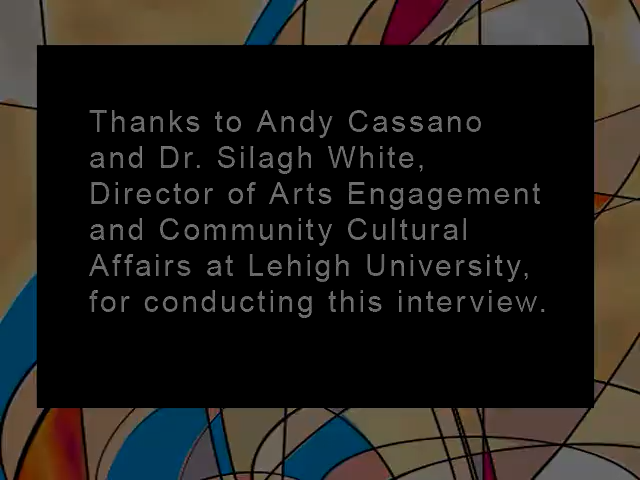 Thanks to Andy Cassano
and Dr. Silagh White,
Director of Arts Engagement
and Community Cultural
Affairs at Lehigh University,
for conducting this interview.